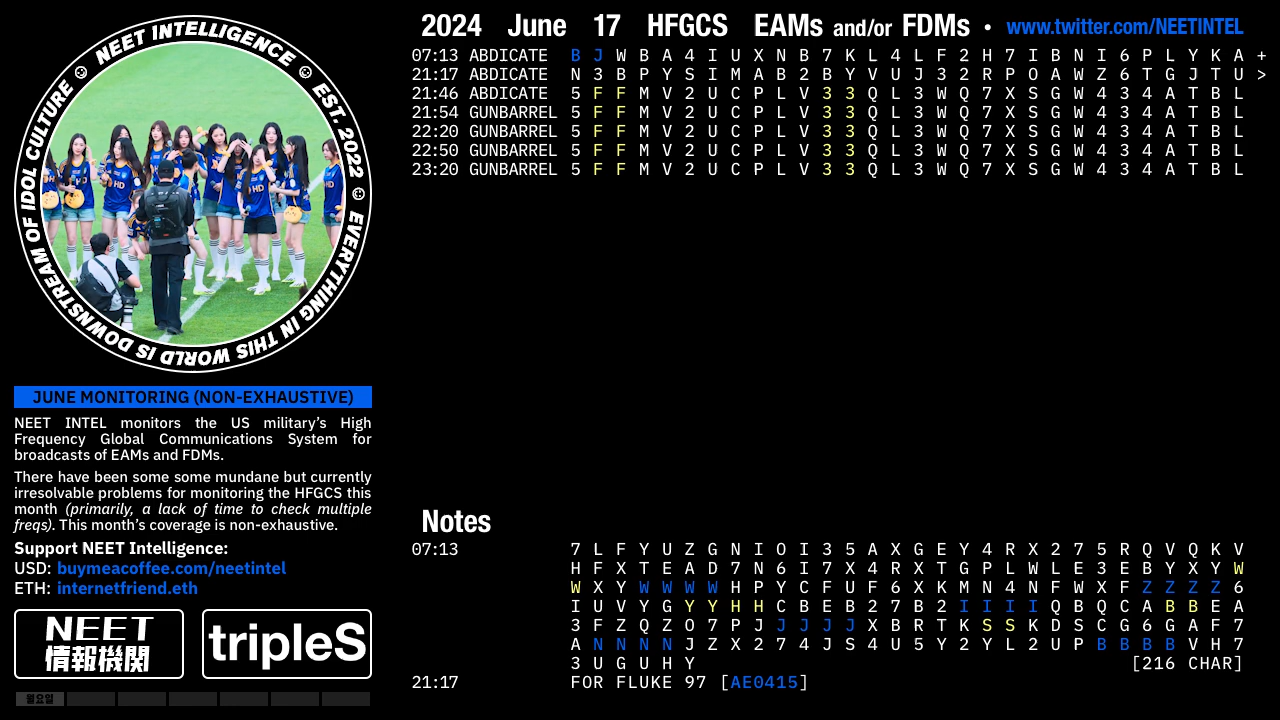 NEET INTELLIGENCE ☺ EST. 2022 ☺ EVERYTHING IN THIS WORLD IS DOWNSTREAM OF IDOL CULTURE ☺
HD
HD
HD
JUNE MONITORING (NON-EXHAUSTIVE)
NEET INTEL monitors the US military’s High
Frequency Global Communications System for
broadcasts of EAMs and FDMs.
There have been some some mundane but currently
irresolvable problems for monitoring the HFGCS this
month (primarily, a lack of time to check multiple
freqs). This month’s coverage is non-exhaustive.
Support NEET Intelligence:
USD: buymeacoffee.com/neetintel
ETH: internetfriend.eth
NEET
情報機関
tripleS
월요일
2024 June 17 HFGCS EAMs and/or FDMs • www.twitter.com/NEETINTEL
07:13 ABDICATE B J W B A 4 I U X N B 7 K L 4 L F 2 H 7 I B N I 6 P L Y K A +
21:17 ABDICATE N 3 B P Y S I M A B 2 B Y V U J 3 2 R P O A W Z 6 T G J T U >
21:46 ABDICATE 5 F F M V 2 U C P L V 3 3 Q L 3 W Q 7 X S G W 4 3 4 A T B L
21:54 GUNBARREL 5 F F M V 2 U C P L V 3 3 Q L 3 W Q 7 X S G W 4 3 4 A T B L
22:20 GUNBARREL 5 F F M V 2 U C P L V 3 3 Q L 3 W Q 7 X S G W 4 3 4 A T B L
22:50 GUNBARREL 5 F F M V 2 U C P L V 3 3 Q L 3 W Q 7 X S G W 4 3 4 A T B L
23:20 GUNBARREL 5 F F M V 2 U C P L V 3 3 Q L 3 W Q 7 X S G W 4 3 4 A T B L
Notes
07:13 7 L F Y U Z G N I O I 3 5 A X G E Y 4 R X 2 7 5 R Q V Q K V
H F X T E A D 7 N 6 I 7 X 4 R X T G P L W L E 3 E B Y X Y W
W X Y W W W W H P Y C F U F 6 X K M N 4 N F W X F Z Z Z Z 6
I U V Y G Y Y H H C B E B 2 7 B 2 I I I I Q B Q C A B B E A
3 F Z Q Z O 7 P J J J J J X B R T K S S K D S C G 6 G A F 7
A N N N N J Z X 2 7 4 J S 4 U 5 Y 2 Y L 2 U P B B B B V H 7
3 U G U H Y [216 CHAR]
21:17 FOR FLUKE 97 [AE0415]